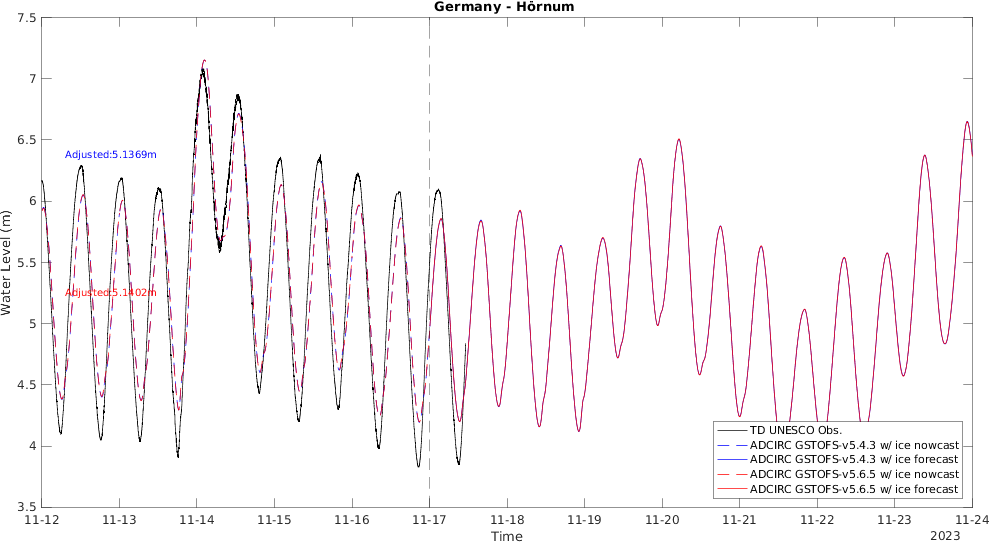 Germany - Hörnum
7.5
7
6.5
6
5.5
5
4.5
4
3.5
Water Level (m)
Adjusted:5.1369m
Adjusted:5.1402m
TD UNESCO Obs.
ADCIRC GSTOFS-v5.4.3 w/ ice nowcast
ADCIRC GSTOFS-v5.4.3 w/ ice forecast
ADCIRC GSTOFS-v5.6.5 w/ ice nowcast
ADCIRC GSTOFS-v5.6.5 w/ ice forecast
11-12 11-13 11-14 11-15 11-16 11-17 11-18 11-19 11-20 11-21 11-22 11-23 11-24
Time
2023